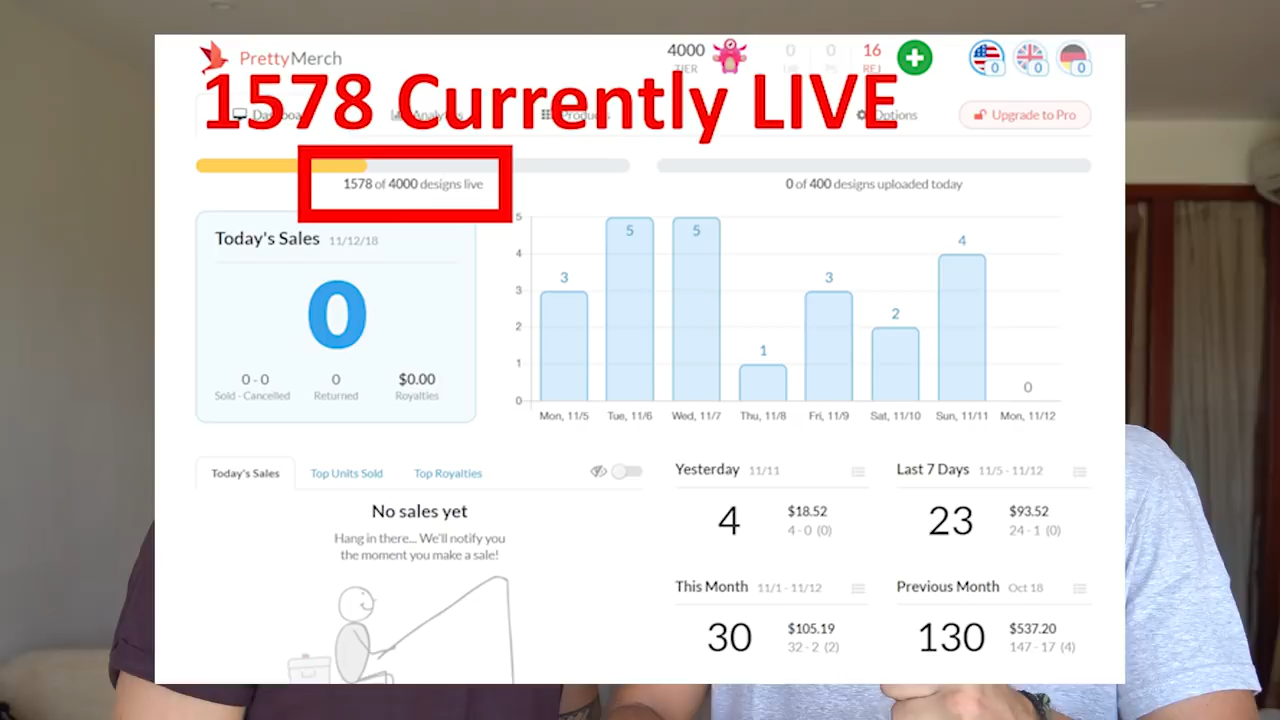 PrettyMerch
4000
TIER
0
0
16
REJ
0
0
0
1578 Currently LIVE
Options
Upgrade to Pro
1578 of 4000 designs live
0 of 400 designs uploaded today
Today's Sales 11/12/18
0
0 - 0
Sold - Cancelled
0
Returned
$0.00
Royalties
5
4
3
2
1
0
3
5
5
1
3
2
4
0
Mon, 11/5
Tue, 11/6
Wed, 11/7
Thu, 11/8
Fri, 11/9
Sat, 11/10
Sun, 11/11
Mon, 11/12
Today's Sales
Top Units Sold
Top Royalties
No sales yet
Hang in there... We'll notify you
the moment you make a sale!
Yesterday 11/11
4
$18.52
4 - 0 (0)
Last 7 Days 11/5 - 11/12
23
$93.52
24 - 1 (0)
This Month 11/1 - 11/12
30
$105.19
32 - 2 (2)
Previous Month Oct 18
130
$537.20
147 - 17 (4)